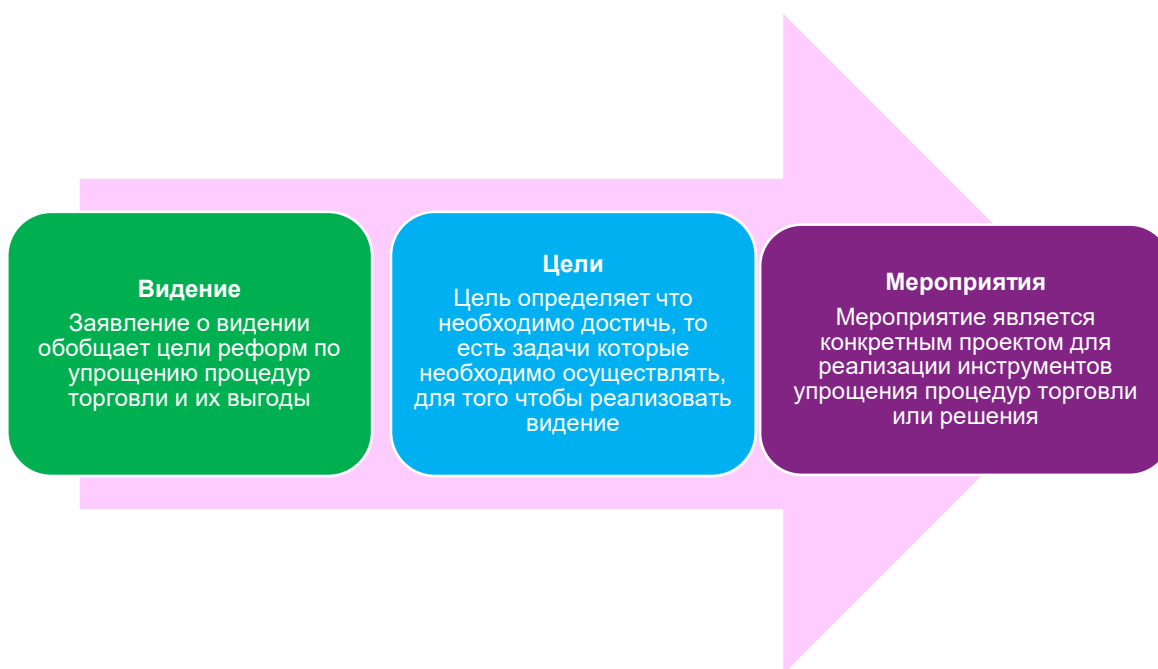 Видение
Заявление о видении
обобщает цели реформ по
упрощению процедур
торговли и их выгоды
Цели
Цель определяет что
необходимо достичь, то
есть задачи которые
необходимо осуществлять,
для того чтобы реализовать
видение
Мероприятия
Мероприятие является
конкретным проектом для
реализации инструментов
упрощения процедур торговли
или решения